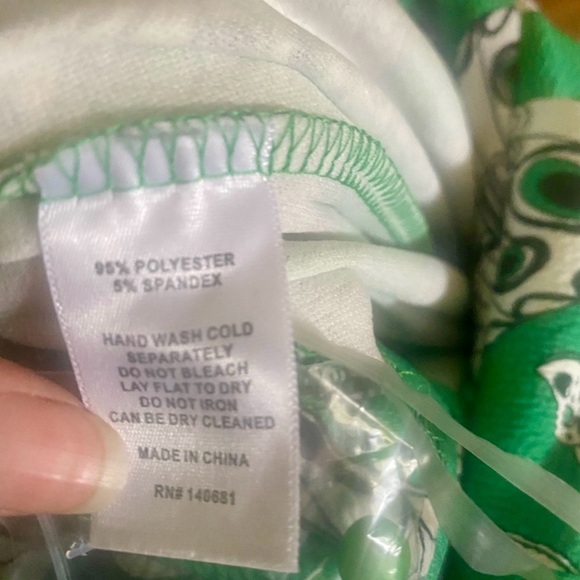 95% POLYESTER
5% SPANDEX
HAND WASH COLD
SEPARATELY
DO NOT BLEACH
LAY FLAT TO DRY
DO NOT IRON
CAN BE DRY CLEANED
MADE IN CHINA
RN# 140681